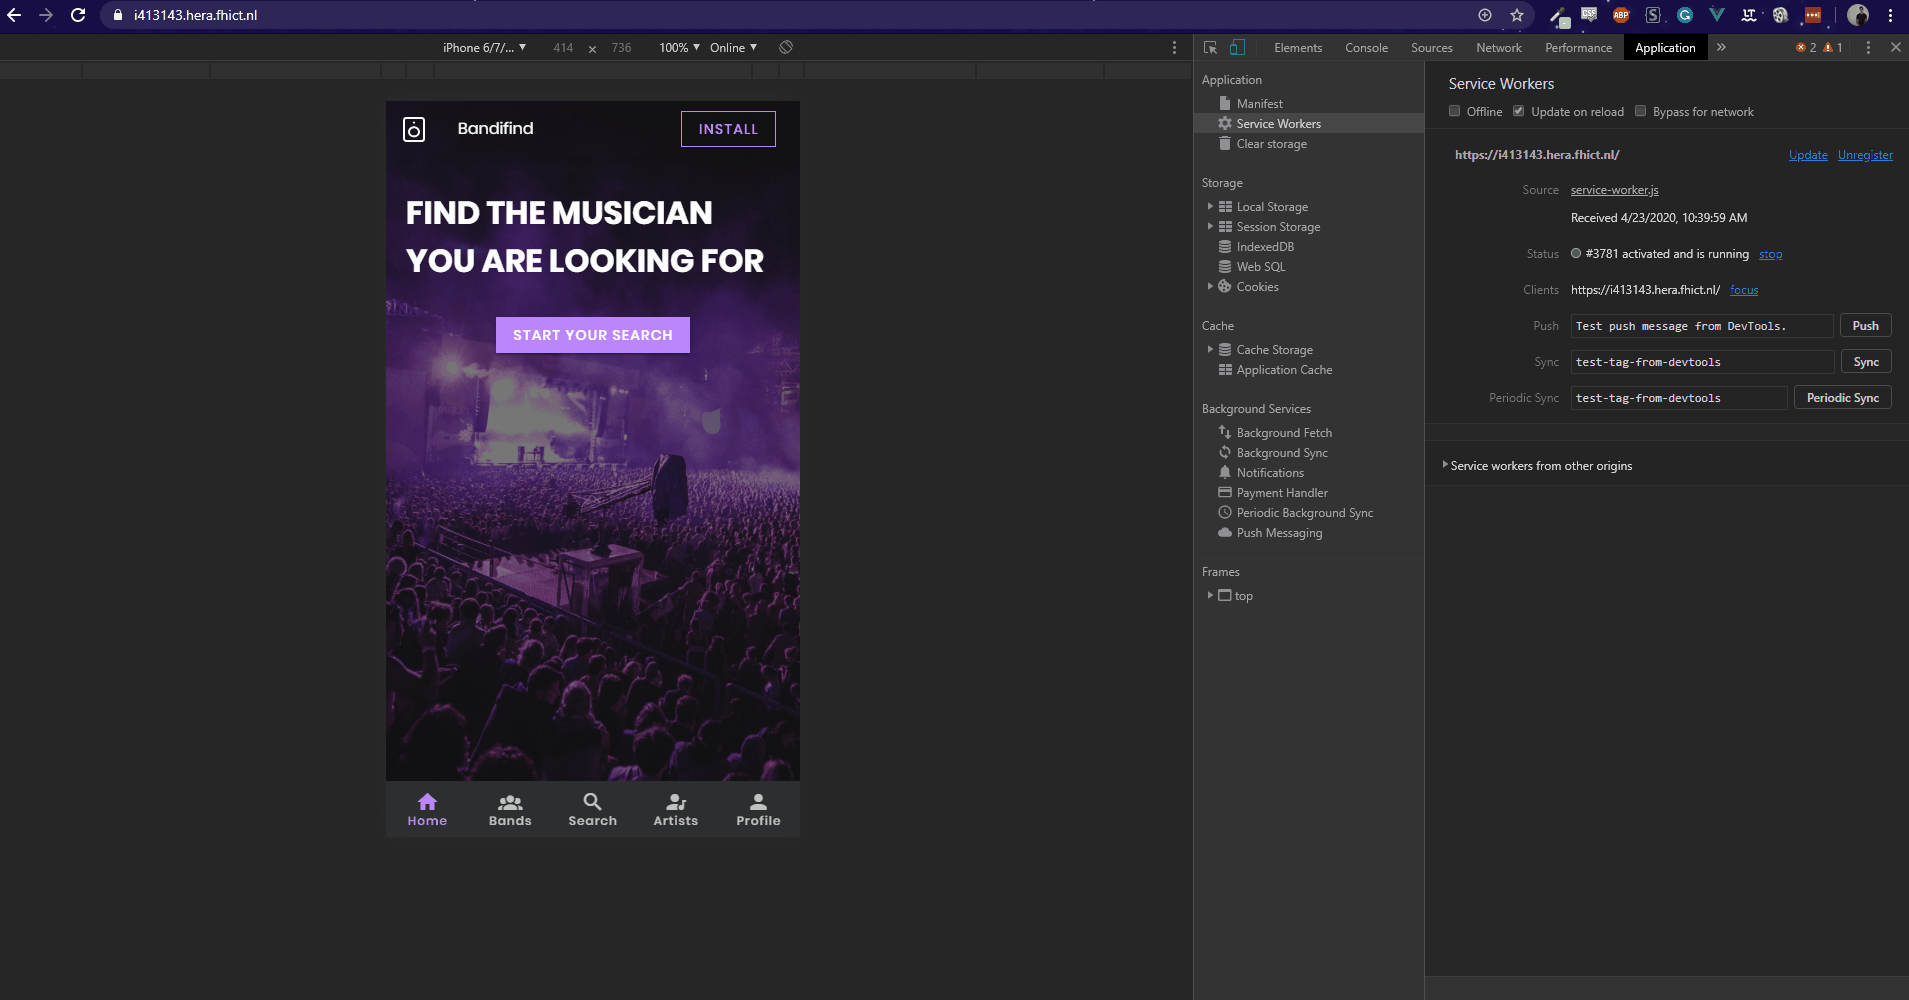 i413143.hera.fhict.nl
iPhone 6/7/... ▼ 414 × 736 100% ▼ Online ▼
Bandifind
INSTALL
FIND THE MUSICIAN
YOU ARE LOOKING FOR
START YOUR SEARCH
Home Bands Search Artists Profile
Elements Console Sources Network Performance Application » 2 1
Application
Manifest
Service Workers
Clear storage
Storage
Local Storage
Session Storage
IndexedDB
Web SQL
Cookies
Cache
Cache Storage
Application Cache
Background Services
Background Fetch
Background Sync
Notifications
Payment Handler
Periodic Background Sync
Push Messaging
Frames
top
Service Workers
Offline Update on reload Bypass for network
https://i413143.hera.fhict.nl/ Update Unregister
Source service-worker.js
Received 4/23/2020, 10:39:59 AM
Status #3781 activated and is running stop
Clients https://i413143.hera.fhict.nl/ focus
Push Test push message from DevTools. Push
Sync test-tag-from-devtools Sync
Periodic Sync test-tag-from-devtools Periodic Sync
Service workers from other origins